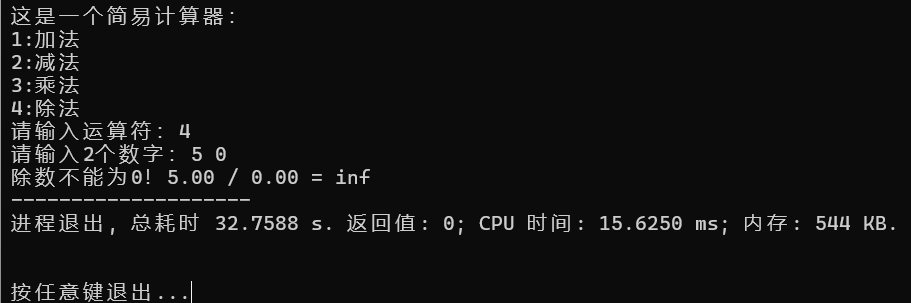 这是一个简易计算器:
1:加法
2:减法
3:乘法
4:除法
请输入运算符: 4
请输入2个数字: 5 0
除数不能为0! 5.00 / 0.00 = inf
--------------------
进程退出, 总耗时 32.7588 s. 返回值: 0; CPU 时间: 15.6250 ms; 内存: 544 KB.
按任意键退出...